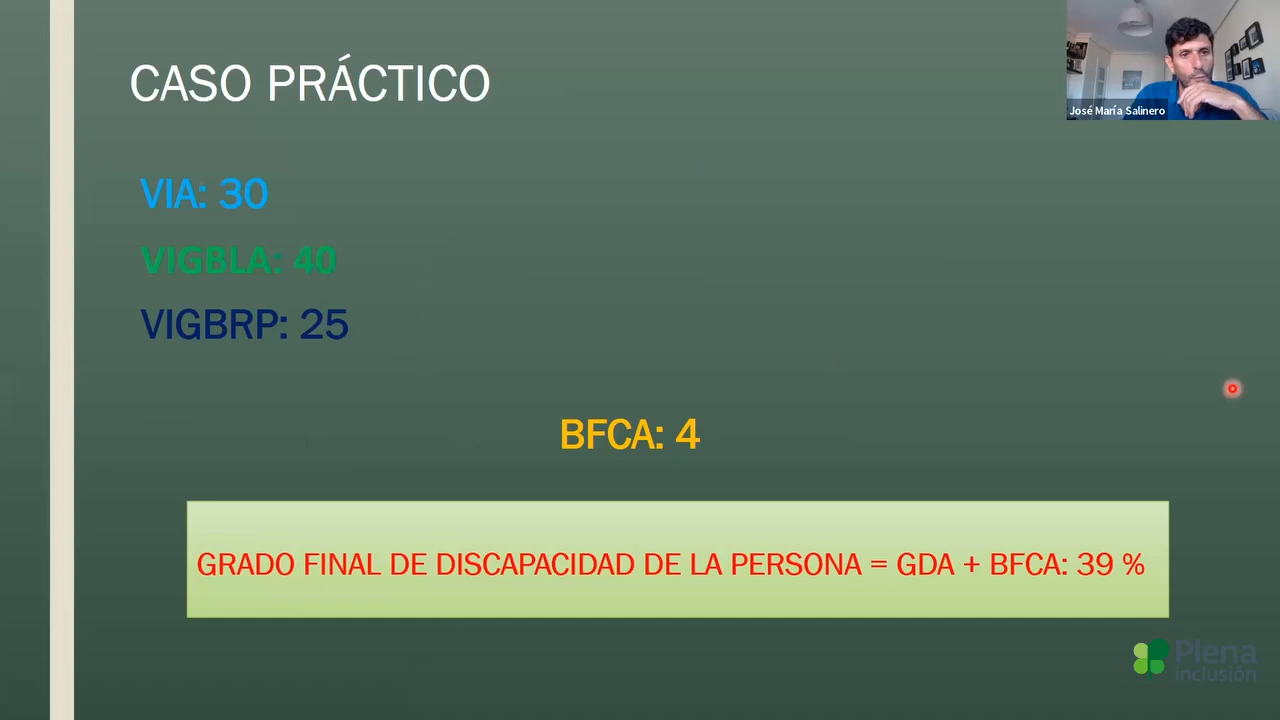 CASO PRÁCTICO
José María Salinero
VIA: 30
VIGBLA: 40
VIGBRP: 25
BFCA: 4
GRADO FINAL DE DISCAPACIDAD DE LA PERSONA = GDA + BFCA: 39 %
Plena
inclusión